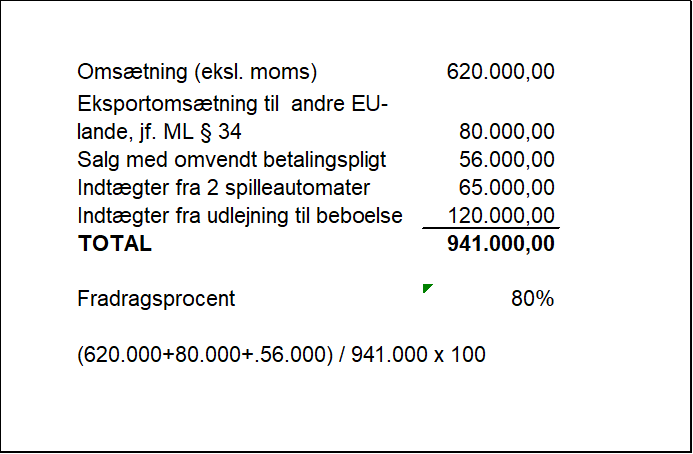 Omsætning (eksl. moms) 620.000,00
Eksportomsætning til  andre EU-
lande, jf. ML § 34 80.000,00
Salg med omvendt betalingspligt 56.000,00
Indtægter fra 2 spilleautomater 65.000,00
Indtægter fra udlejning til beboelse 120.000,00
TOTAL 941.000,00
Fradragsprocent 80%
(620.000+80.000+.56.000) / 941.000 x 100